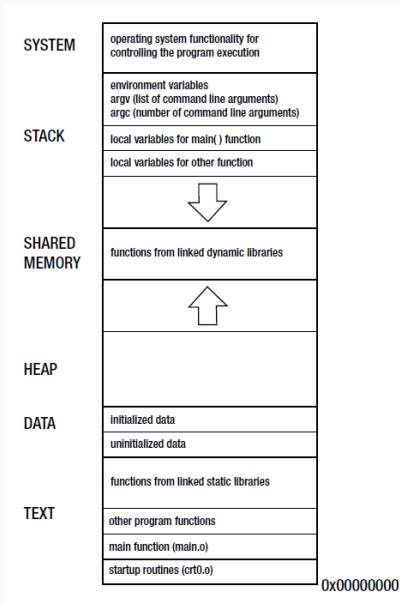 SYSTEM
operating system functionality for
controlling the program execution
environment variables
argv (list of command line arguments)
argc (number of command line arguments)
STACK
local variables for main( ) function
local variables for other function
SHARED
MEMORY
functions from linked dynamic libraries
HEAP
DATA
initialized data
uninitialized data
functions from linked static libraries
TEXT
other program functions
main function (main.o)
startup routines (crt0.o)
0x00000000